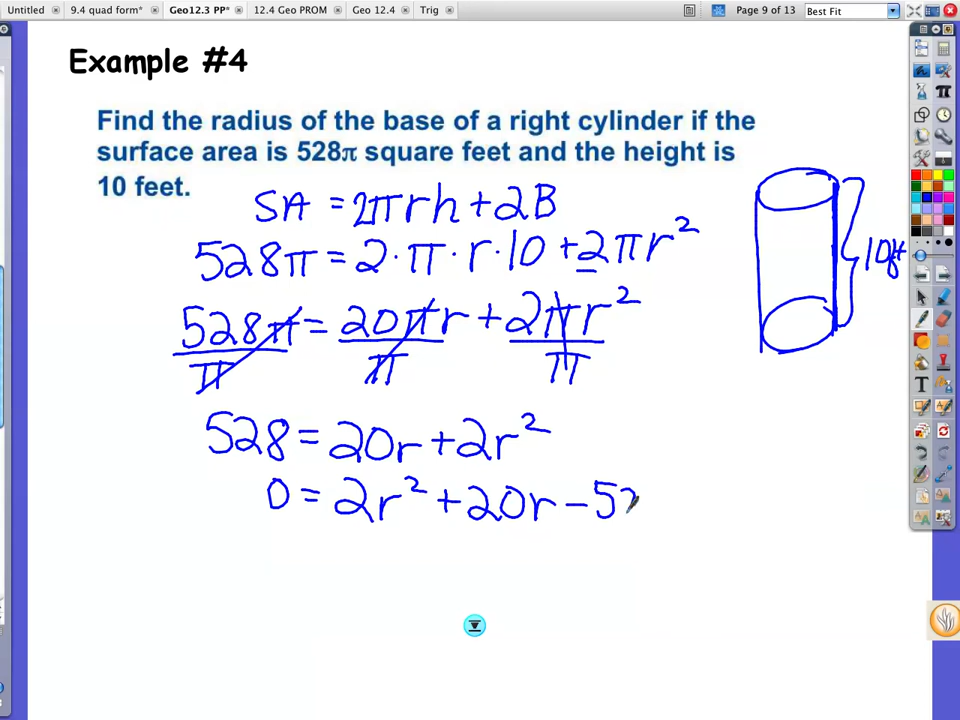 Untitled 9.4 quad form* Geo12.3 PP* 12.4 Geo PROM Geo 12.4 Trig Page 9 of 13 Best Fit
Example #4
Find the radius of the base of a right cylinder if the
surface area is 528π square feet and the height is
10 feet.
SA = 2πrh + 2B
528π = 2·π·r·10 + 2πr²
10ft
528π/π = 20πr/π + 2πr²/π
528 = 20r + 2r²
0 = 2r² + 20r - 52